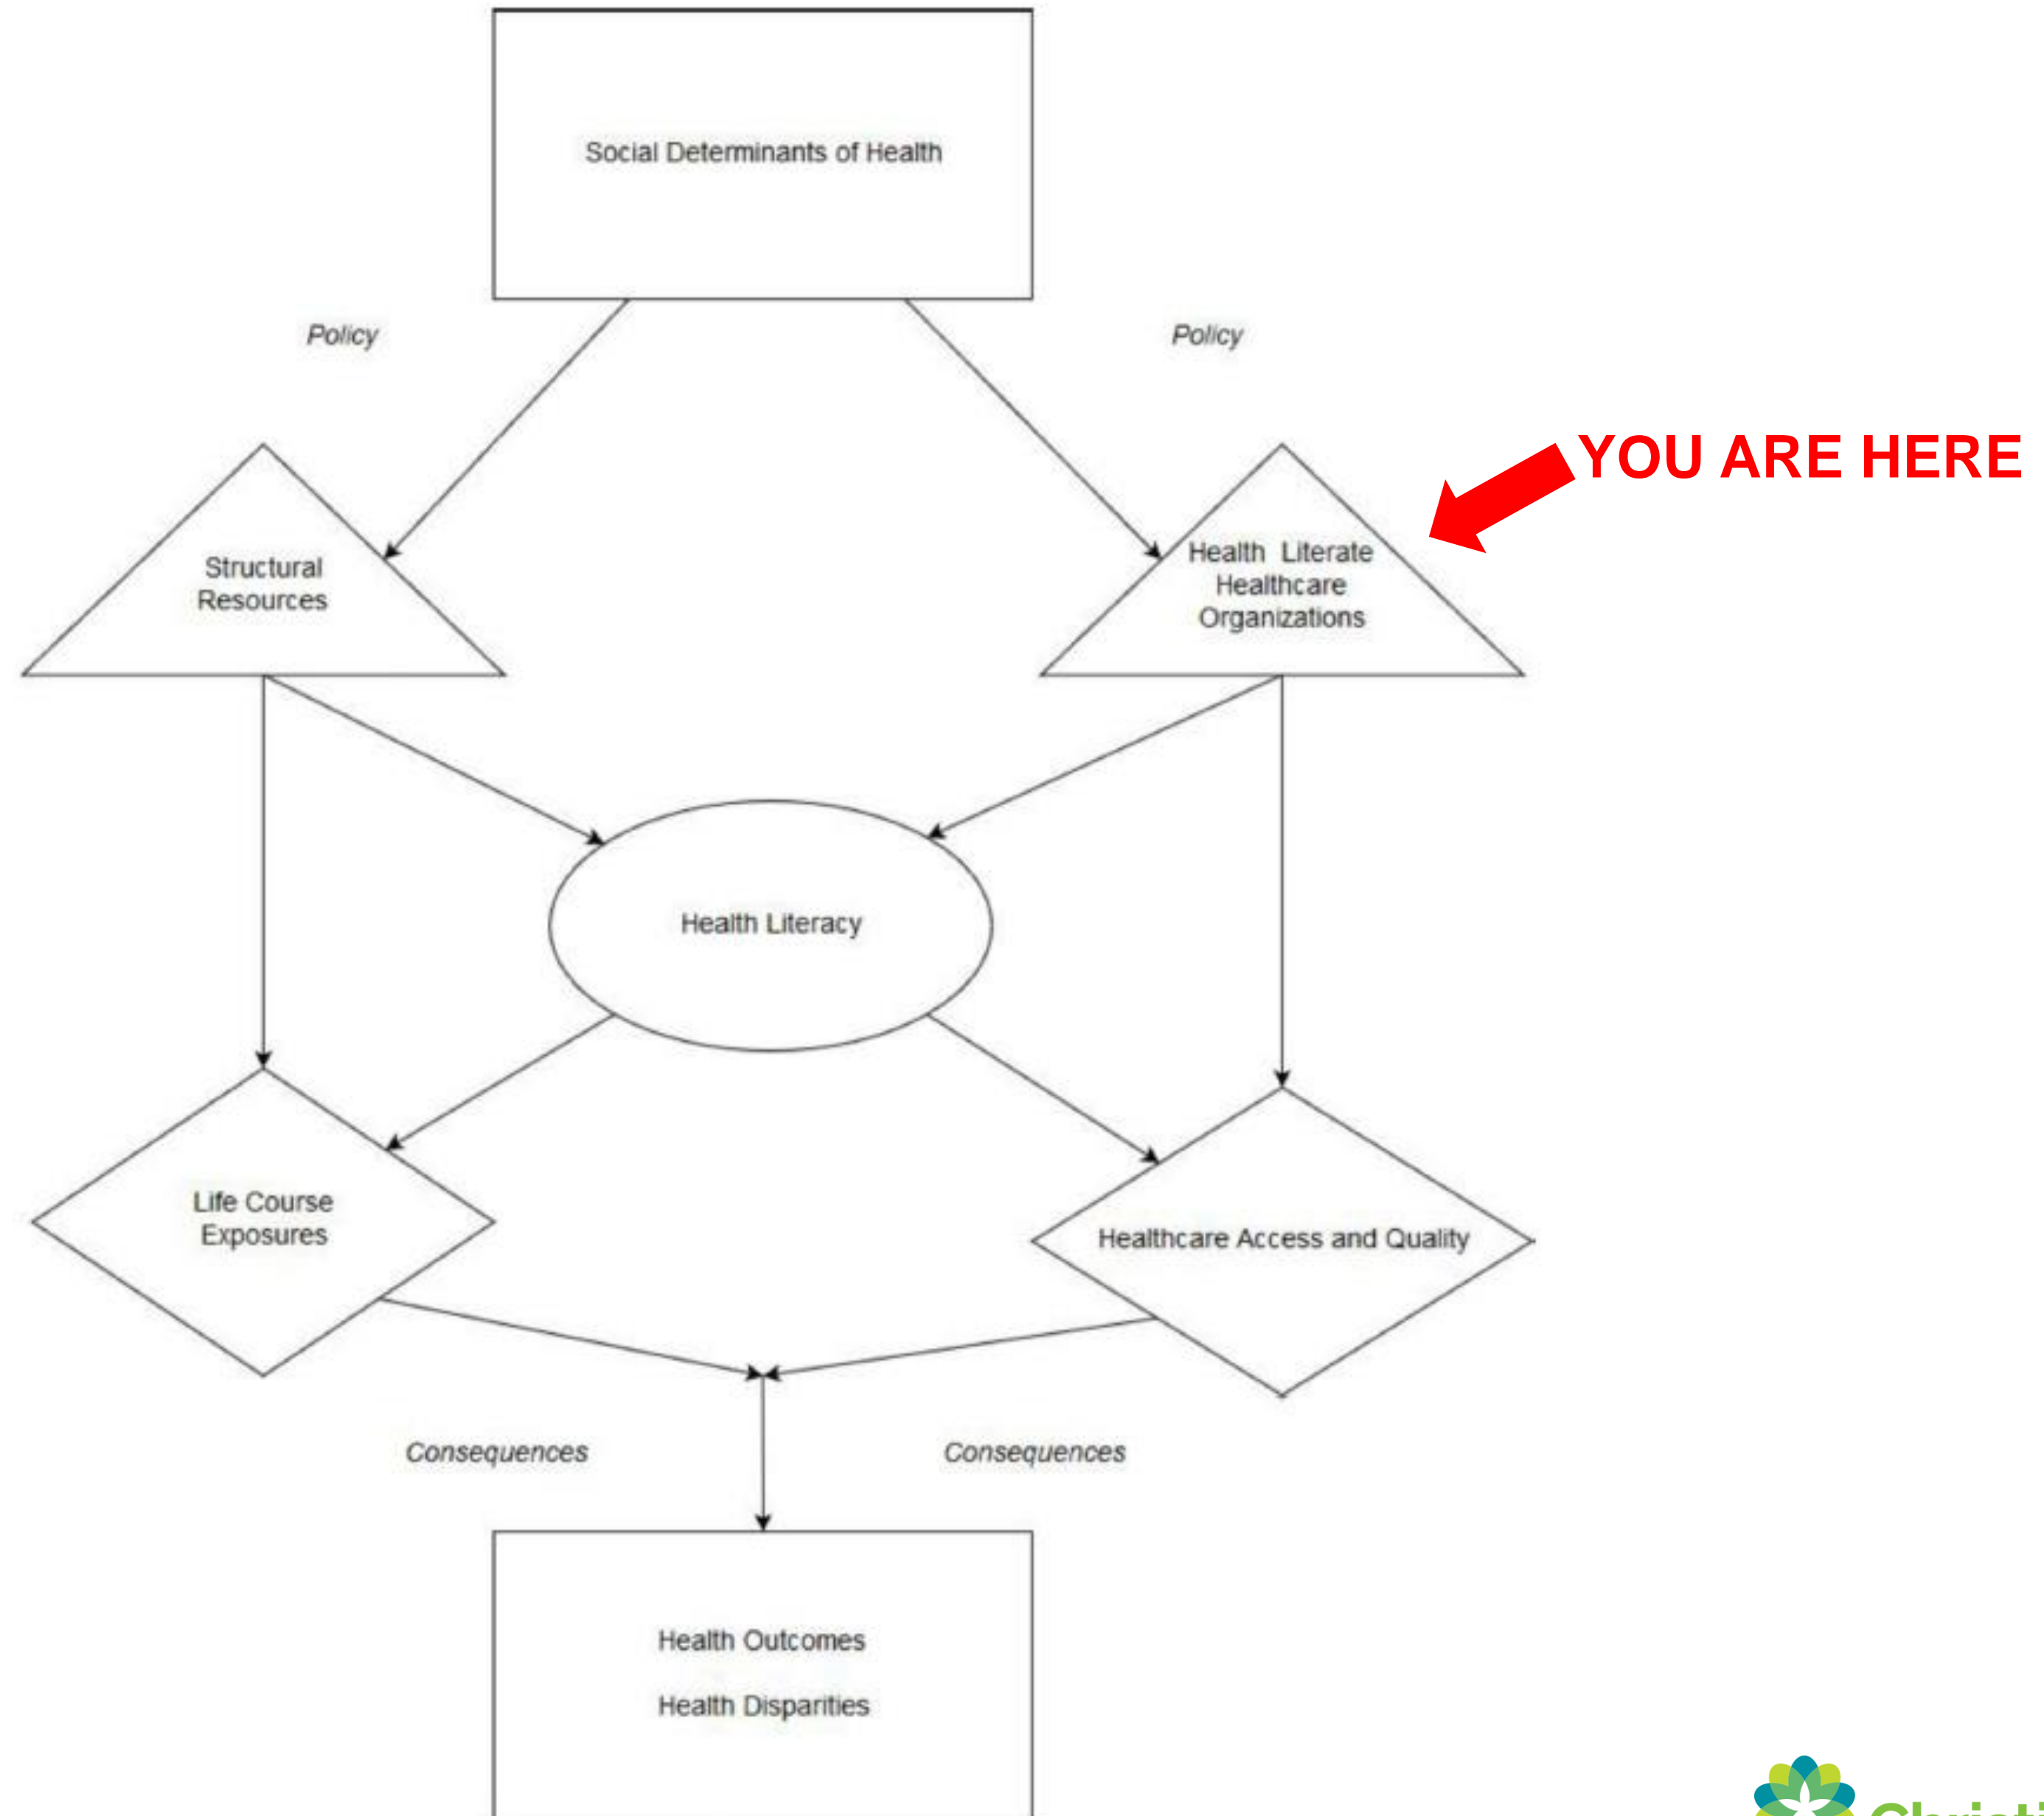 Social Determinants of Health
Policy
Policy
YOU ARE HERE
Structural
Resources
Health Literate
Healthcare
Organizations
Health Literacy
Life Course
Exposures
Healthcare Access and Quality
Consequences
Consequences
Health Outcomes
Health Disparities